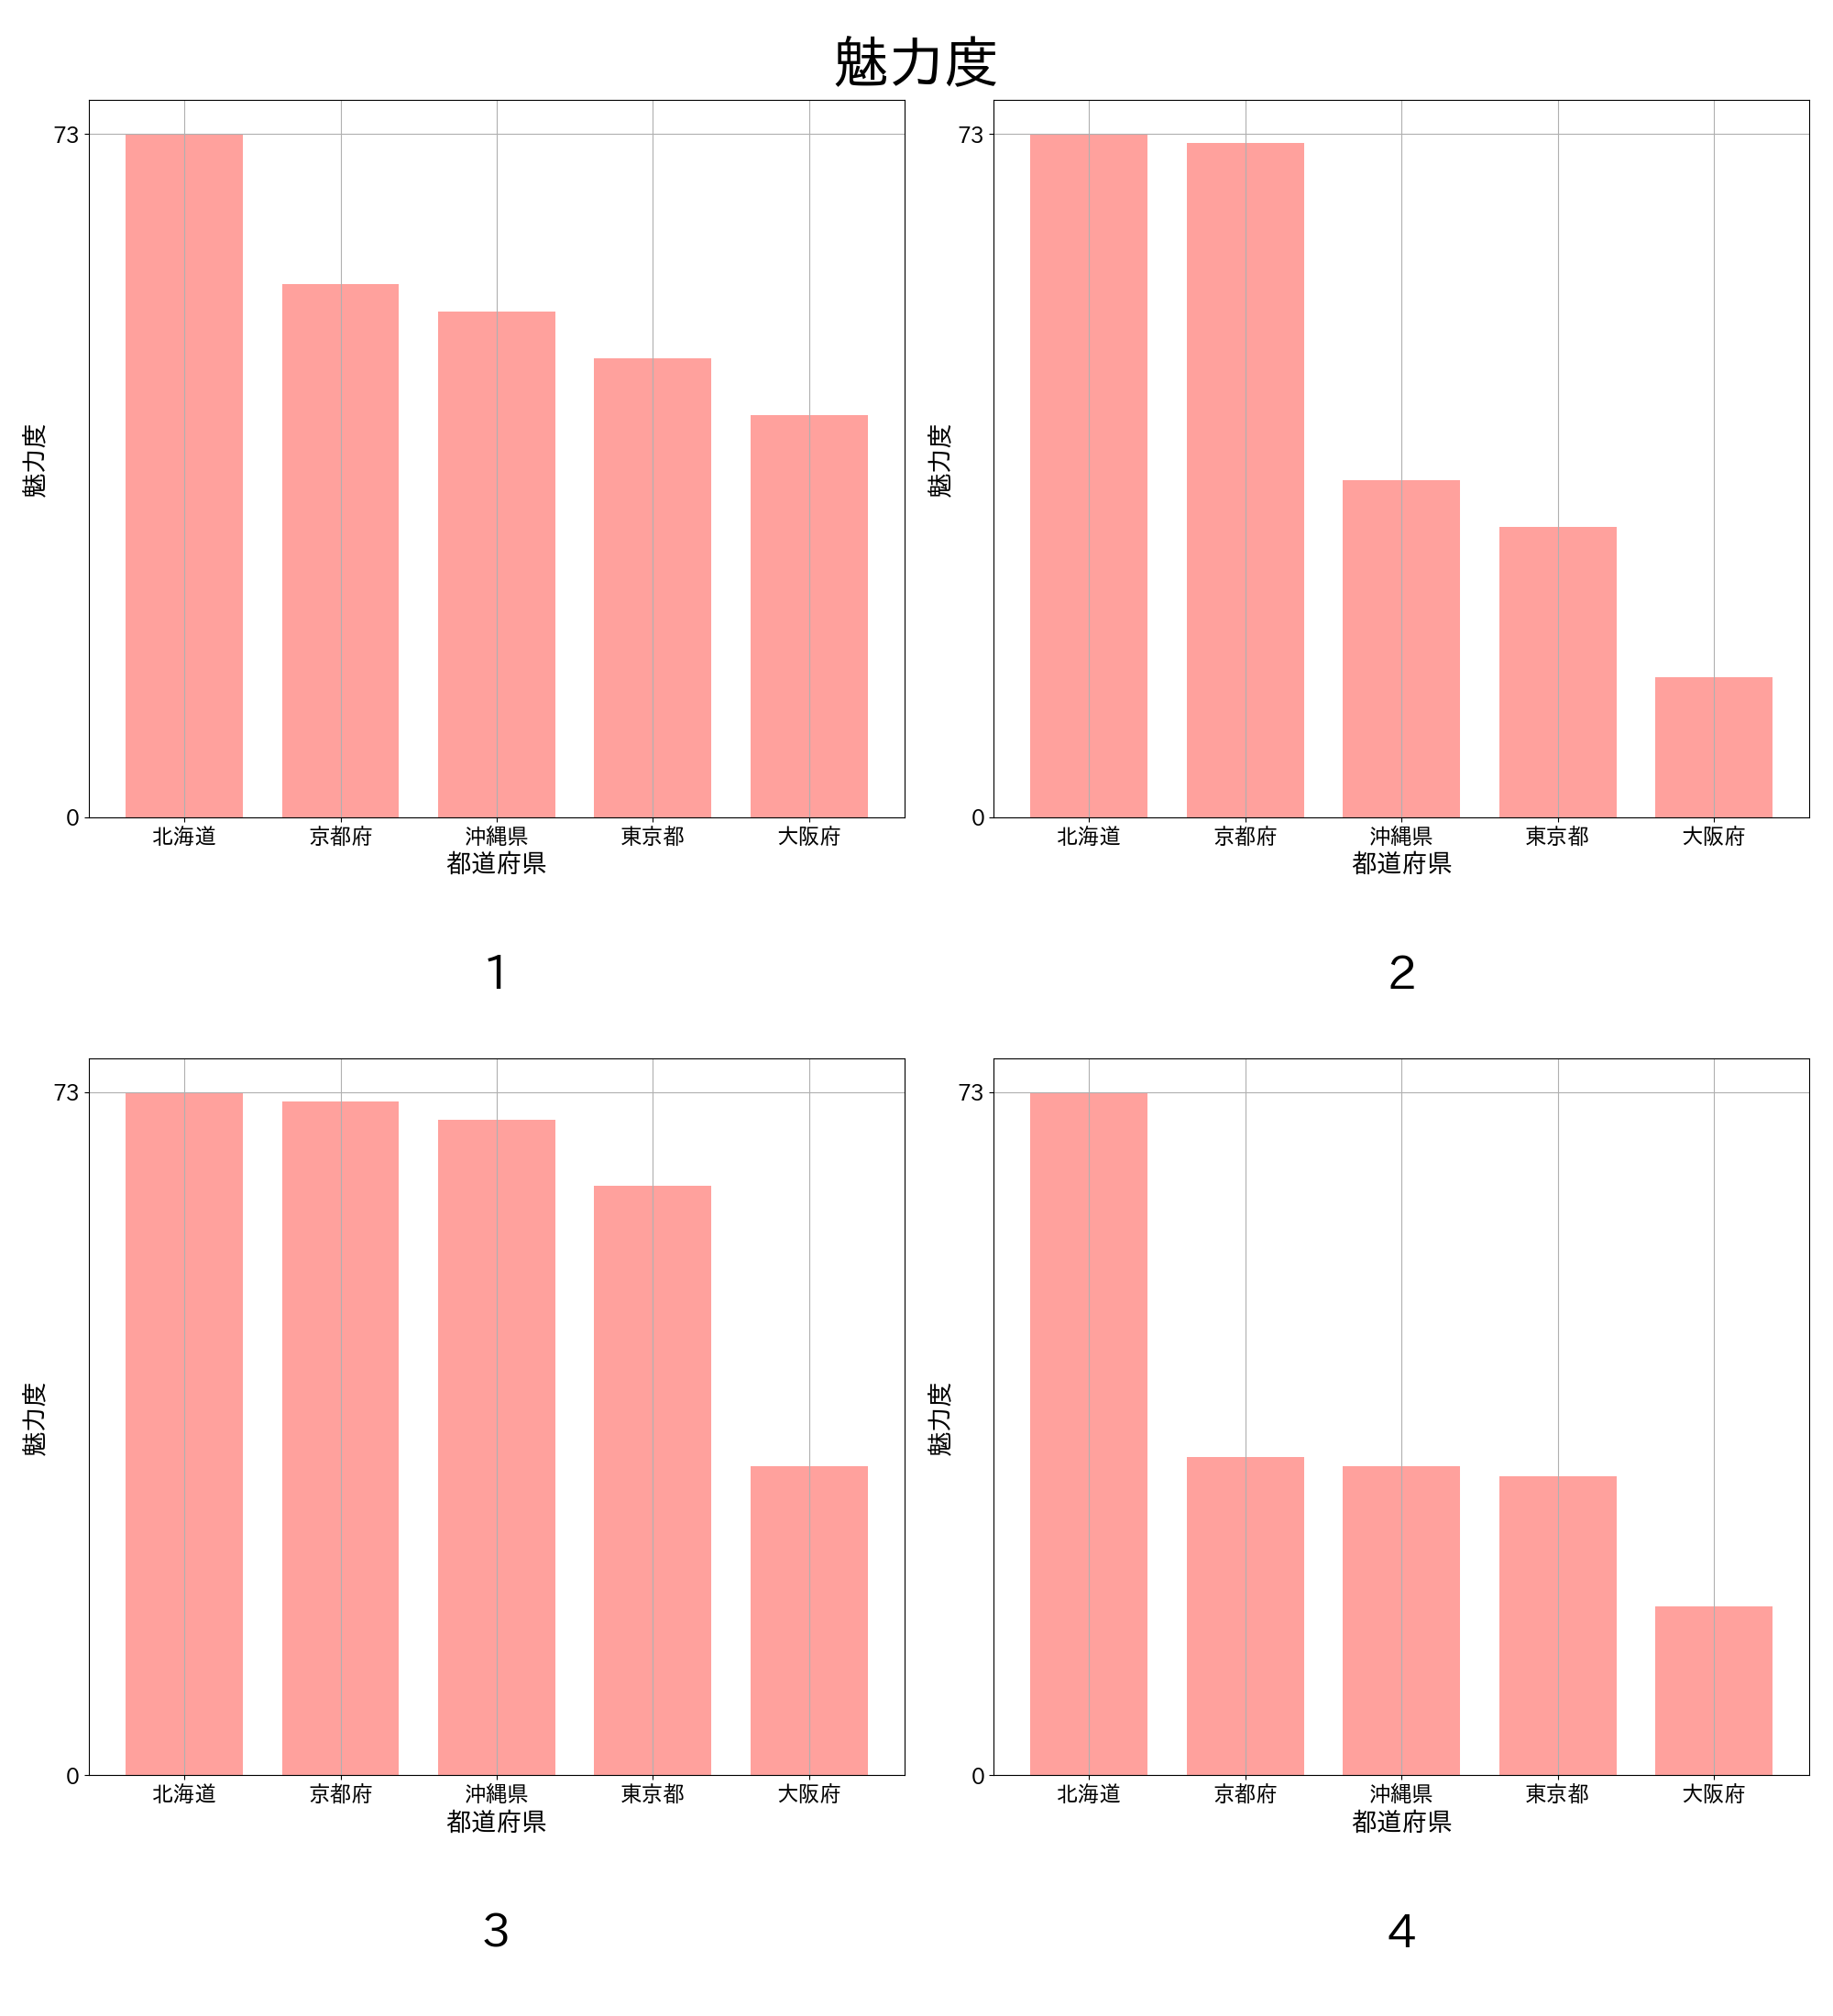 魅力度
73
魅力度
0
北海道 京都府 沖縄県 東京都 大阪府
都道府県
1
73
魅力度
0
北海道 京都府 沖縄県 東京都 大阪府
都道府県
2
73
魅力度
0
北海道 京都府 沖縄県 東京都 大阪府
都道府県
3
73
魅力度
0
北海道 京都府 沖縄県 東京都 大阪府
都道府県
4